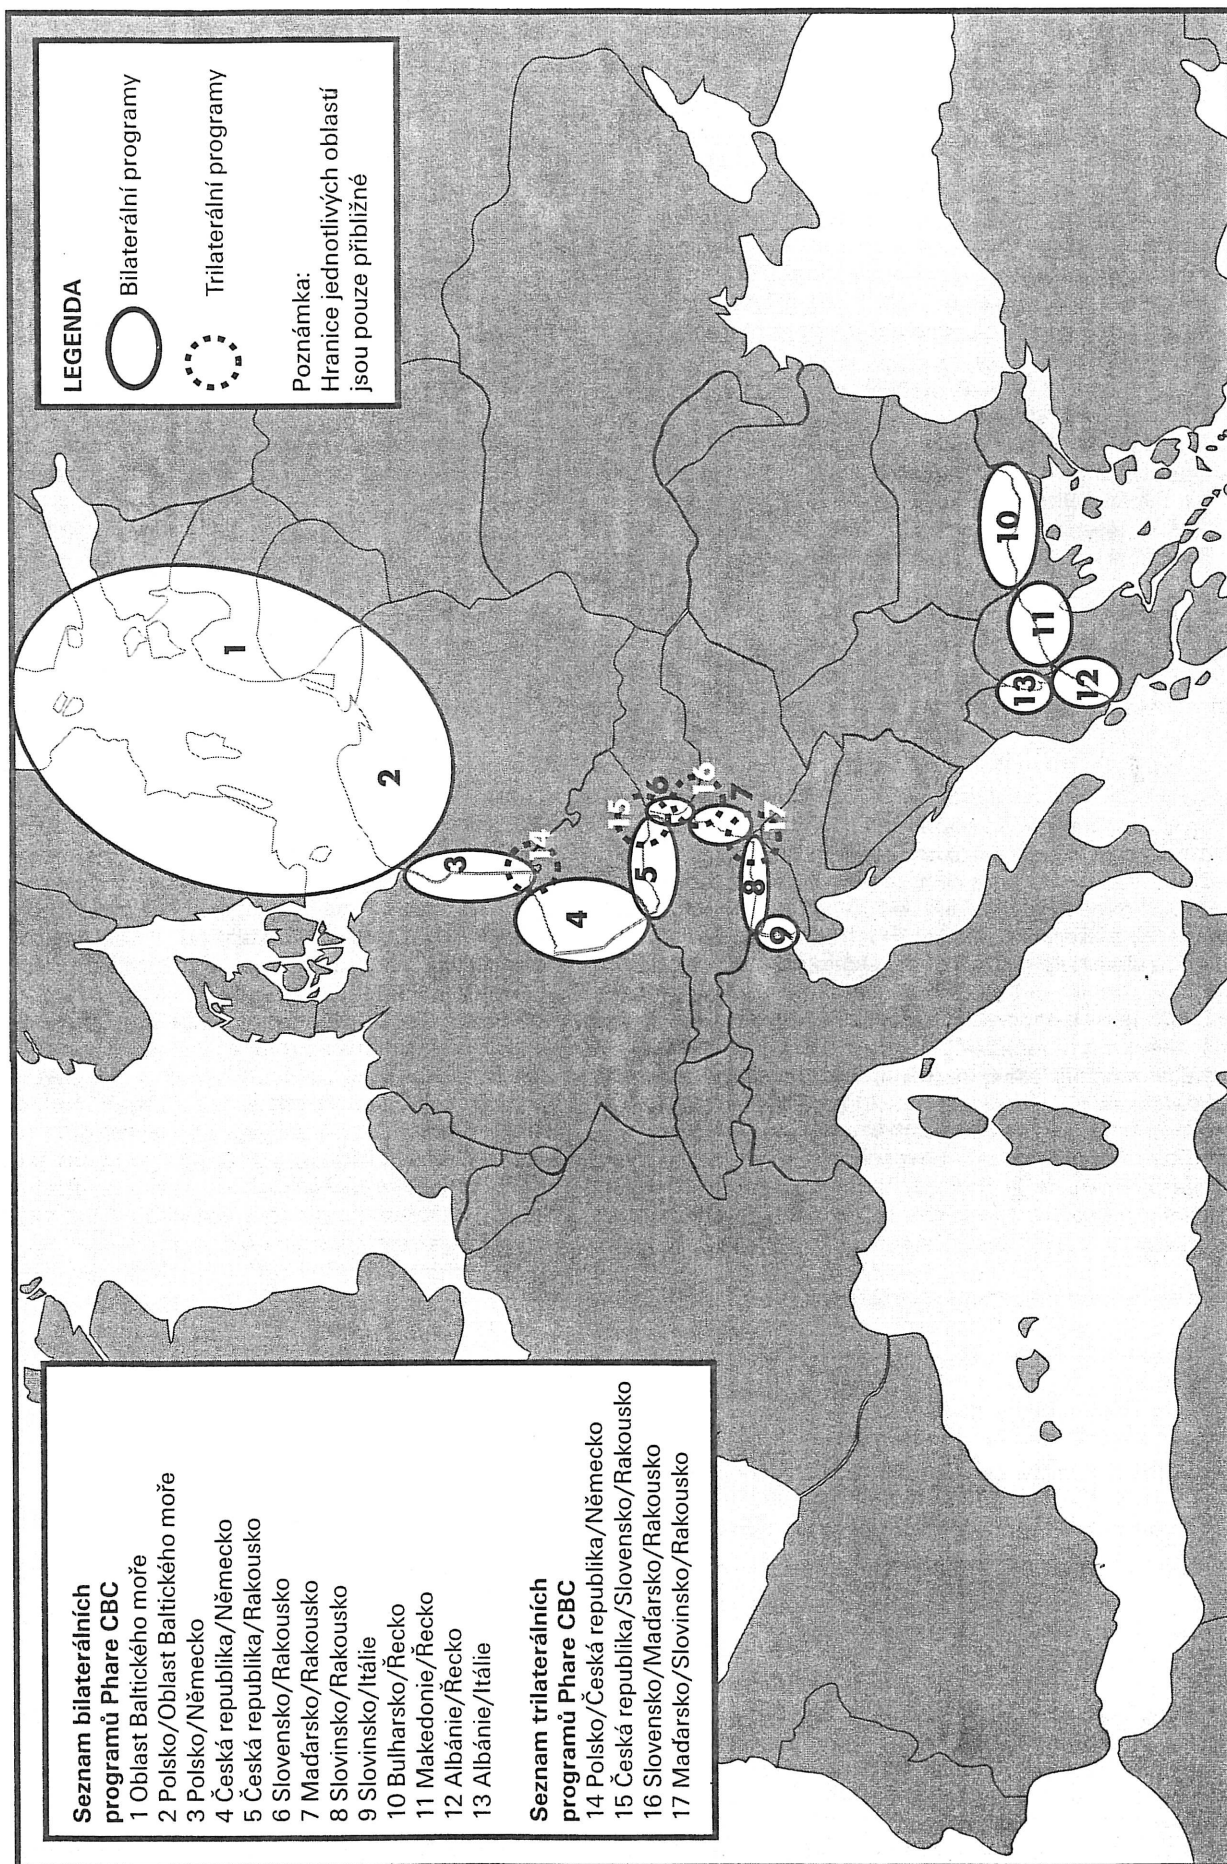 LEGENDA
Bilaterální programy
Trilaterální programy
Poznámka:
Hranice jednotlivých oblastí
jsou pouze přibližné
1
2
3
14
4
15
5
6
16
7
17
8
9
10
11
13
12
Seznam bilaterálních
programů Phare CBC
1 Oblast Baltického moře
2 Polsko/Oblast Baltického moře
3 Polsko/Německo
4 Česká republika/Německo
5 Česká republika/Rakousko
6 Slovensko/Rakousko
7 Maďarsko/Rakousko
8 Slovinsko/Rakousko
9 Slovinsko/Itálie
10 Bulharsko/Řecko
11 Makedonie/Řecko
12 Albánie/Řecko
13 Albánie/Itálie
Seznam trilaterálních
programů Phare CBC
14 Polsko/Česká republika/Německo
15 Česká republika/Slovensko/Rakousko
16 Slovensko/Maďarsko/Rakousko
17 Maďarsko/Slovinsko/Rakousko